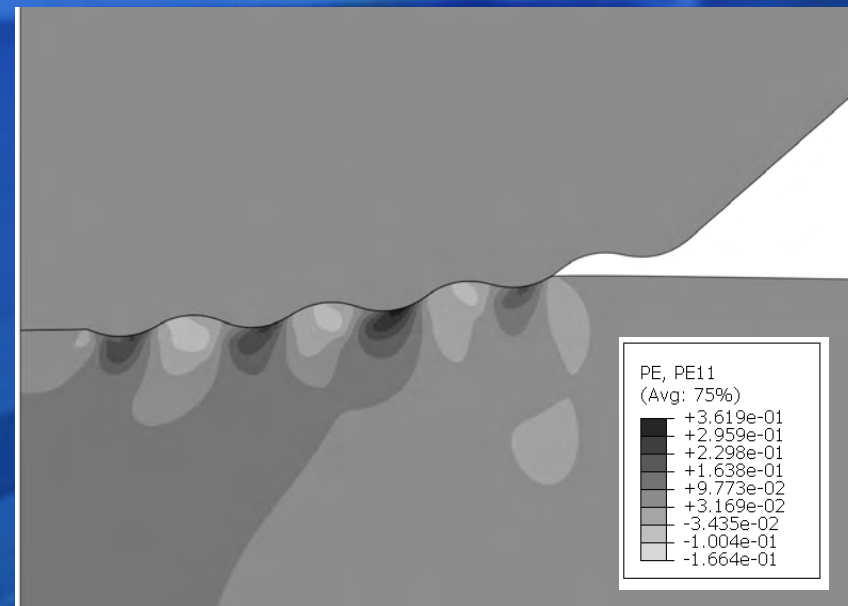 PE, PE11
(Avg: 75%)
+3.619e-01
+2.959e-01
+2.298e-01
+1.638e-01
+9.773e-02
+3.169e-02
-3.435e-02
-1.004e-01
-1.664e-01